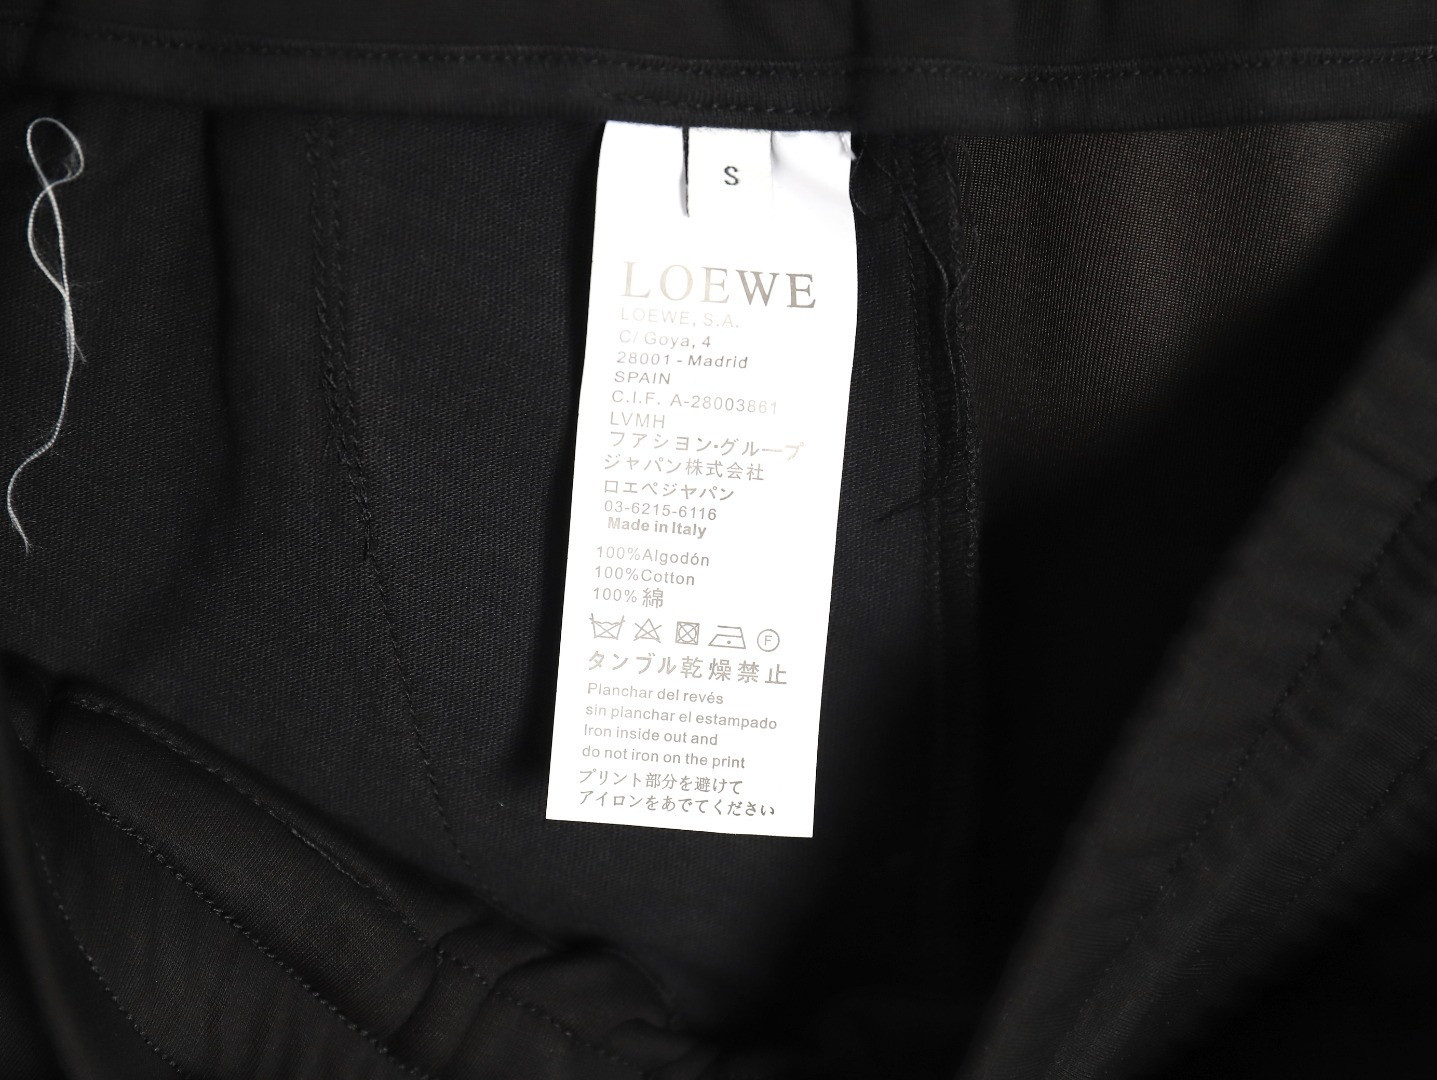 S
LOEWE
LOEWE, S.A.
C/ Goya, 4
28001 - Madrid
SPAIN
C.I.F. A-28003861
LVMH
フアシヨン·グループ
ジャパン株式会社
ロエベジヤパン
03-6215-6116
Made in Italy
100%Algodón
100%Cotton
100% 綿
F
タンブル乾燥禁止
Planchar del revés
sin planchar el estampado
Iron inside out and
do not iron on the print
プリント部分を避けて
アイロンをあでてください